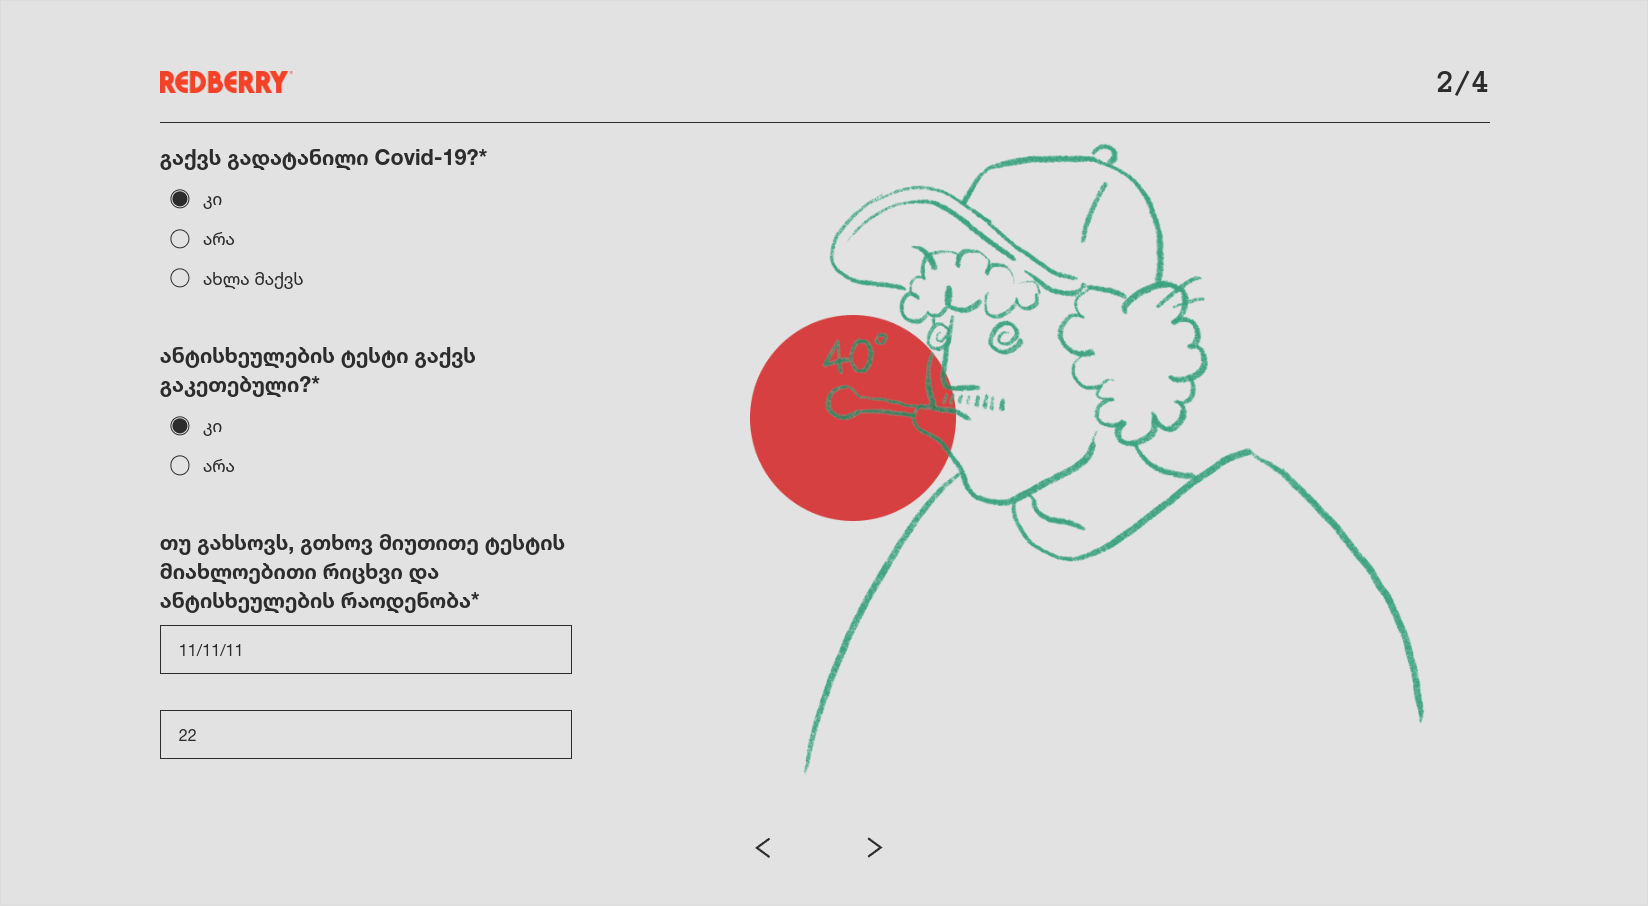 REDBERRY
2/4
გაქვს გადატანილი Covid-19?*
კი
არა
ახლა მაქვს
ანტისხეულების ტესტი გაქვს
გაკეთებული?*
კი
არა
თუ გახსოვს, გთხოვ მიუთითე ტესტის
მიახლოებითი რიცხვი და
ანტისხეულების რაოდენობა*
11/11/11
22
40°